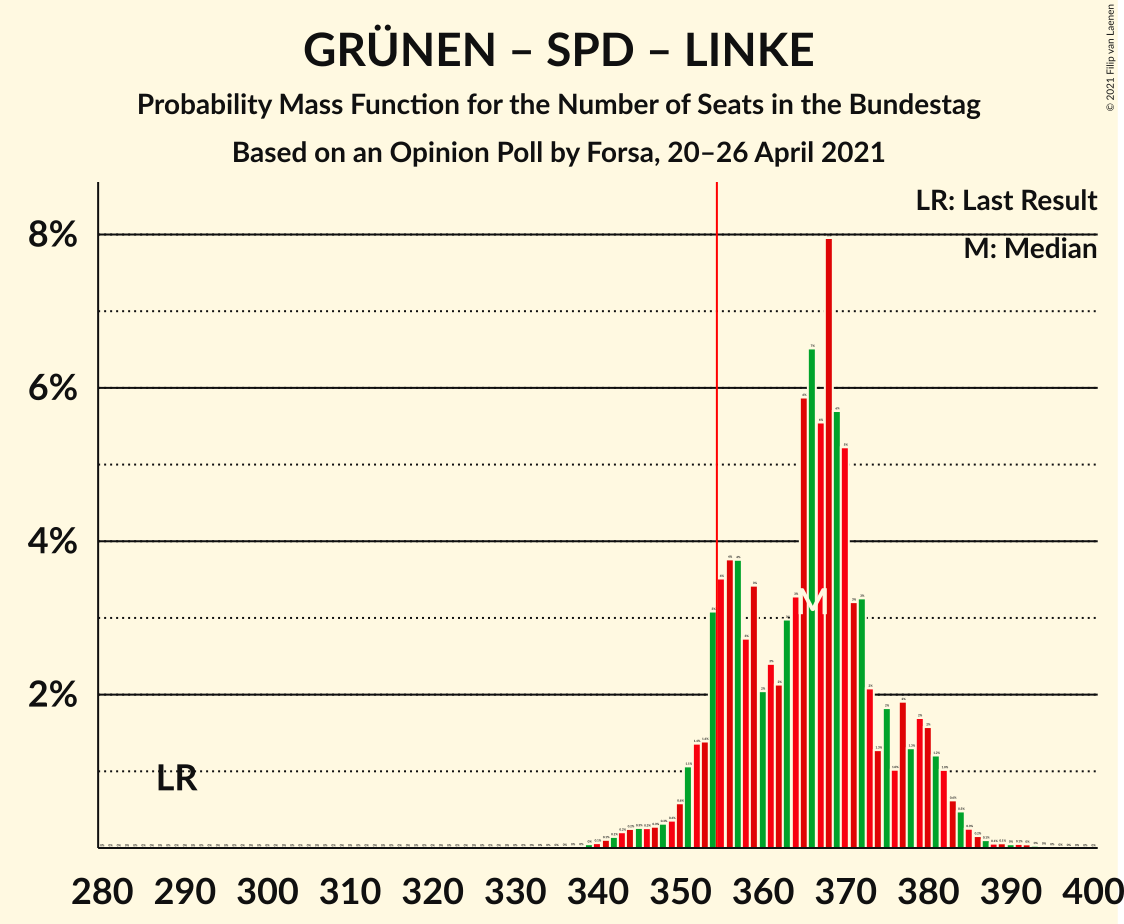 GRÜNEN – SPD – LINKE
Probability Mass Function for the Number of Seats in the Bundestag
Based on an Opinion Poll by Forsa, 20–26 April 2021
© 2021 Filip van Laenen
LR: Last Result
M: Median
8%
6%
4%
2%
LR
M
280 290 300 310 320 330 340 350 360 370 380 390 400